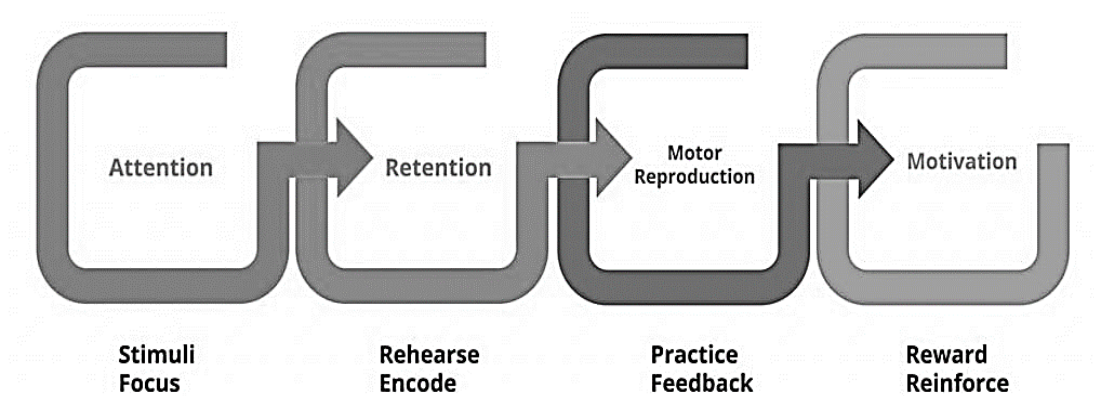 Attention
Retention
Motor
Reproduction
Motivation
Stimuli
Focus
Rehearse
Encode
Practice
Feedback
Reward
Reinforce